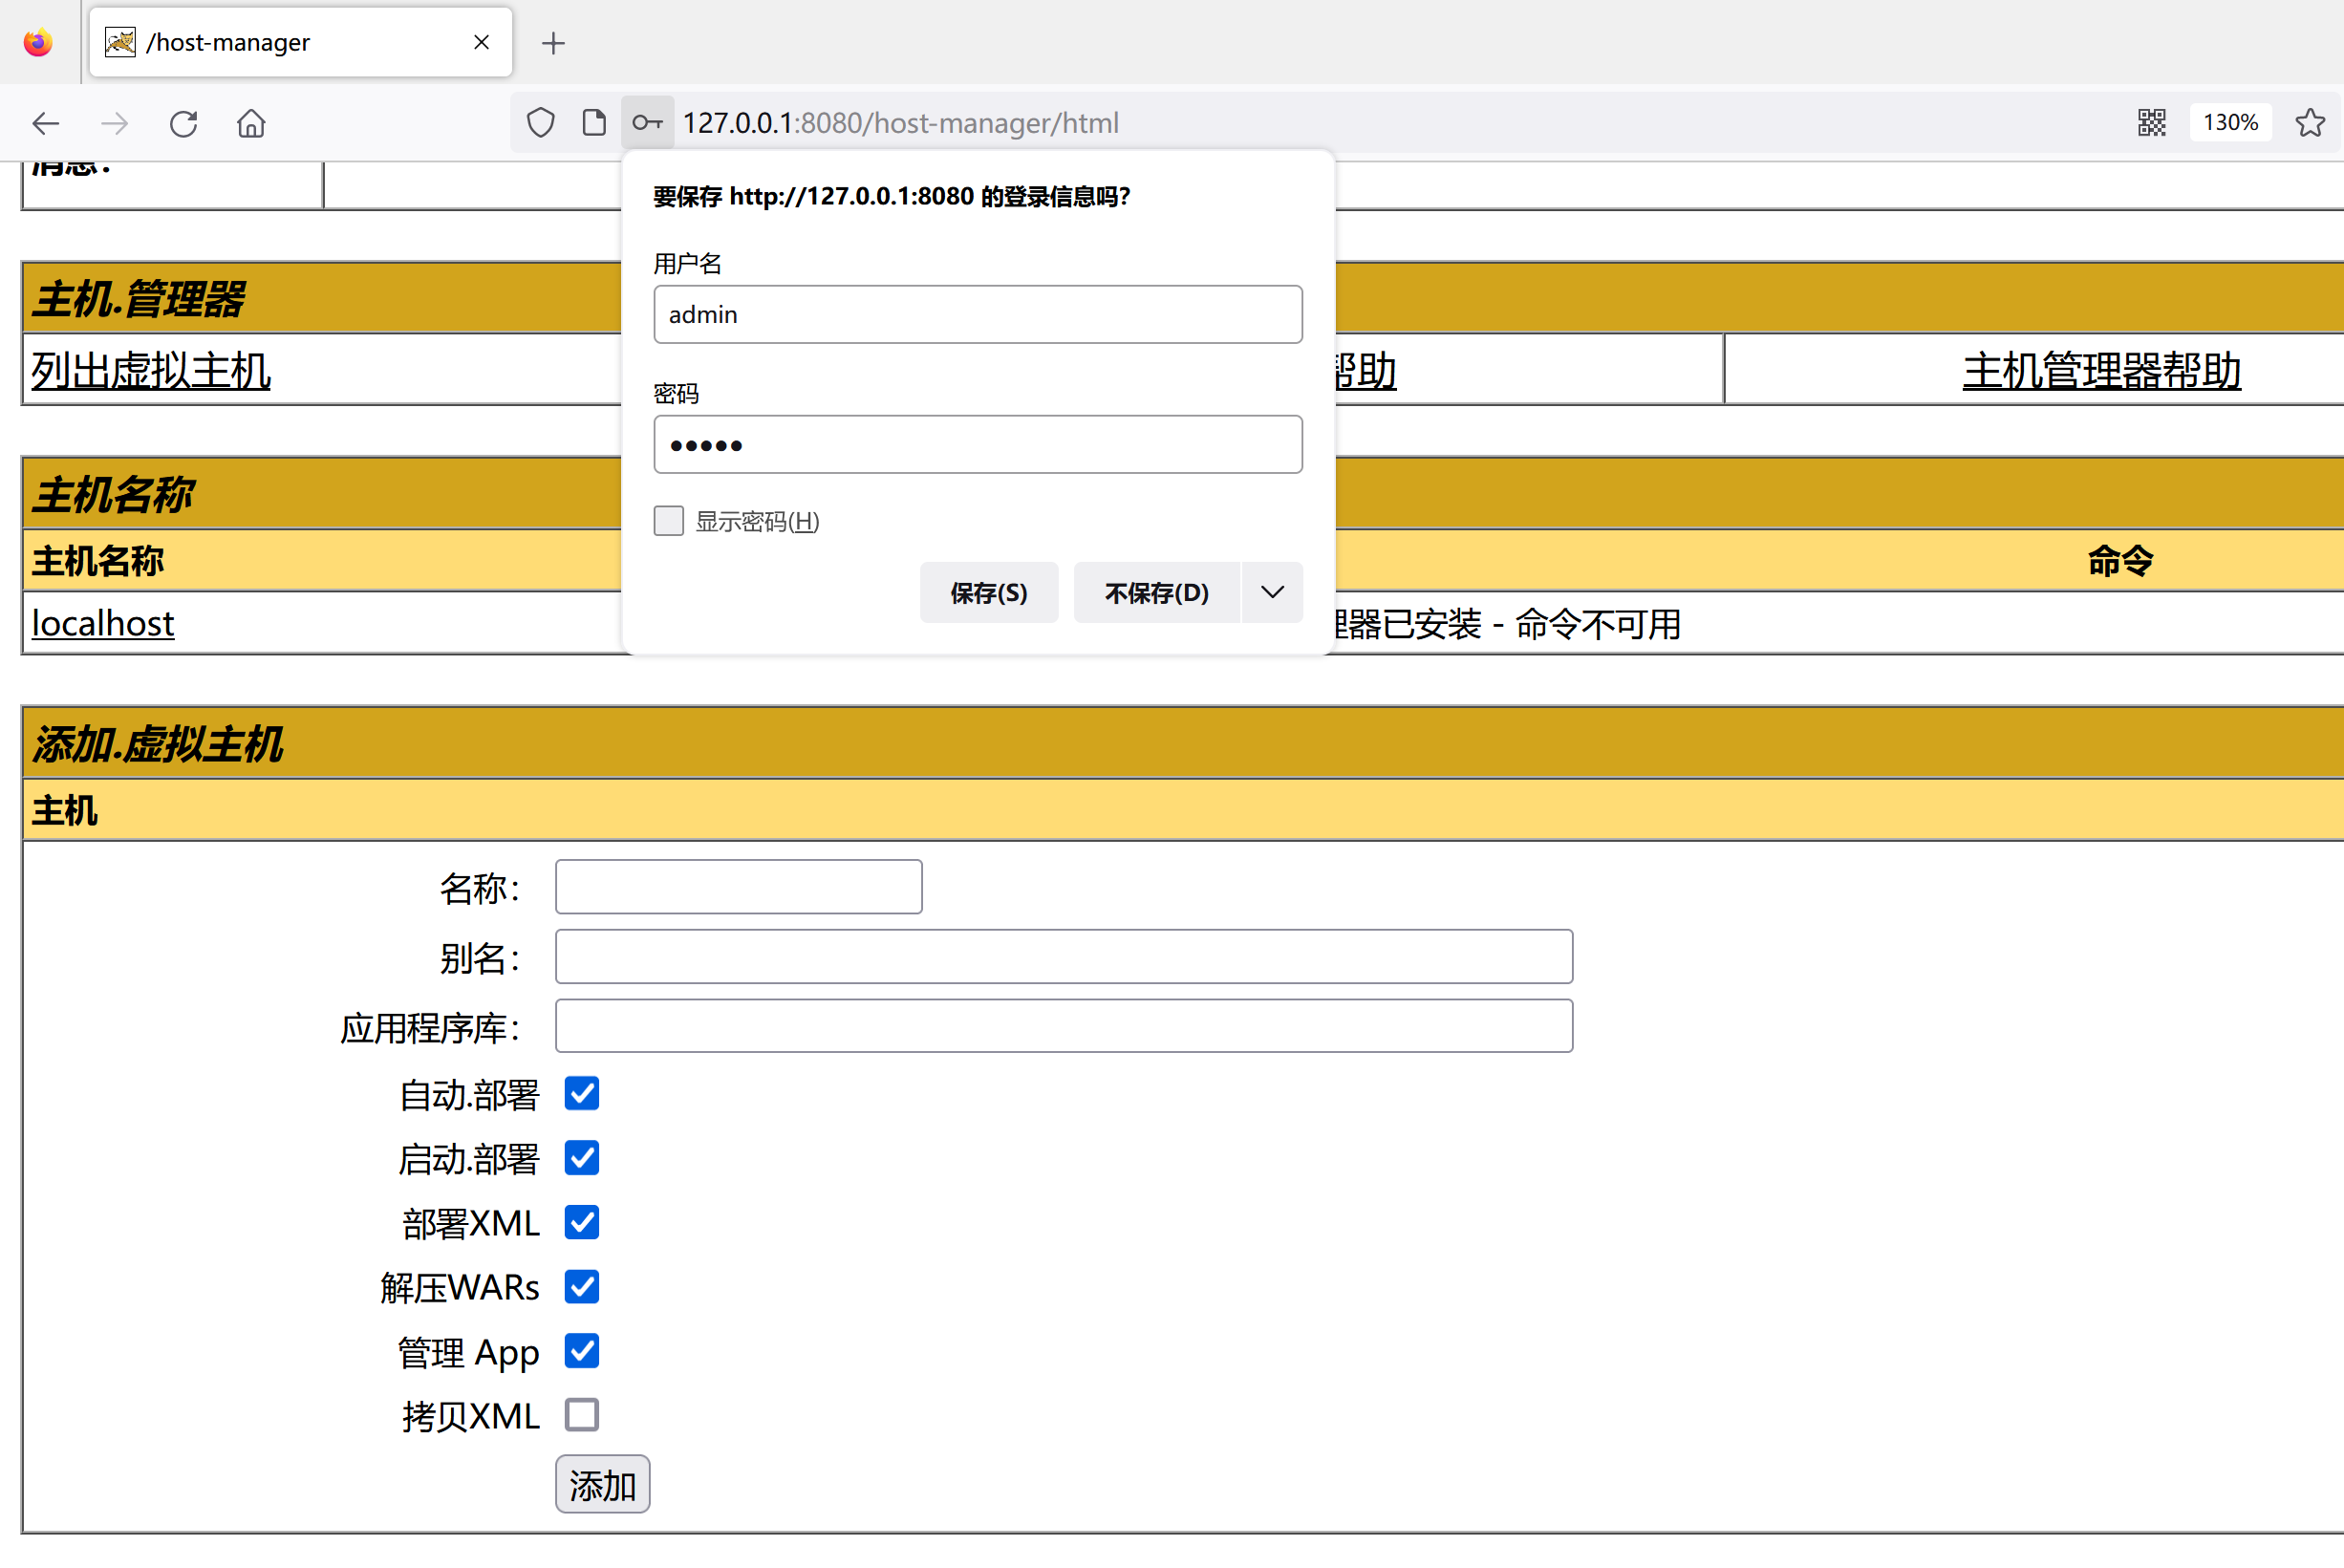 /host-manager
127.0.0.1:8080/host-manager/html
130%
消息：
要保存 http://127.0.0.1:8080 的登录信息吗？
用户名
admin
密码
●●●●●
显示密码(H)
保存(S)
不保存(D)
主机.管理器
列出虚拟主机
帮助
主机管理器帮助
主机名称
主机名称
命令
localhost
理器已安装 - 命令不可用
添加.虚拟主机
主机
名称：
别名：
应用程序库：
自动.部署
启动.部署
部署XML
解压WARs
管理 App
拷贝XML
添加